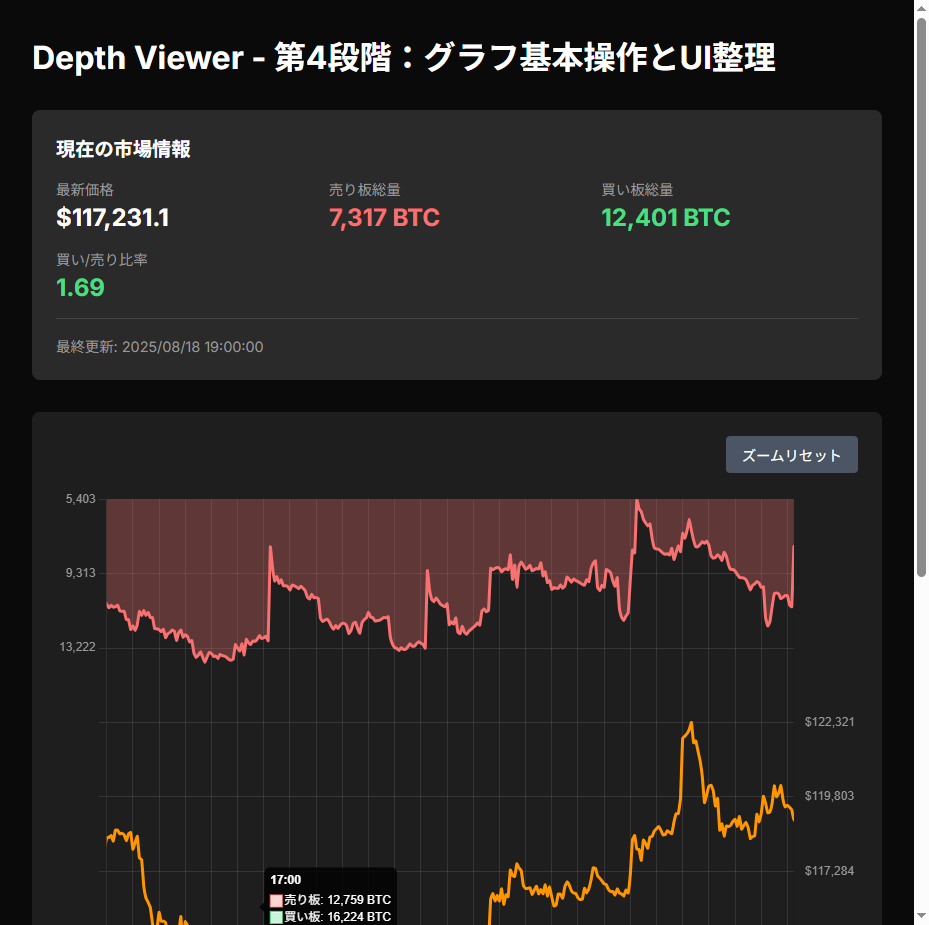 Depth Viewer - 第4段階：グラフ基本操作とUI整理
現在の市場情報
最新価格
$117,231.1
売り板総量
7,317 BTC
買い板総量
12,401 BTC
買い/売り比率
1.69
最終更新: 2025/08/18 19:00:00
ズームリセット
5,403
9,313
13,222
$122,321
$119,803
$117,284
17:00
売り板: 12,759 BTC
買い板: 16,224 BTC